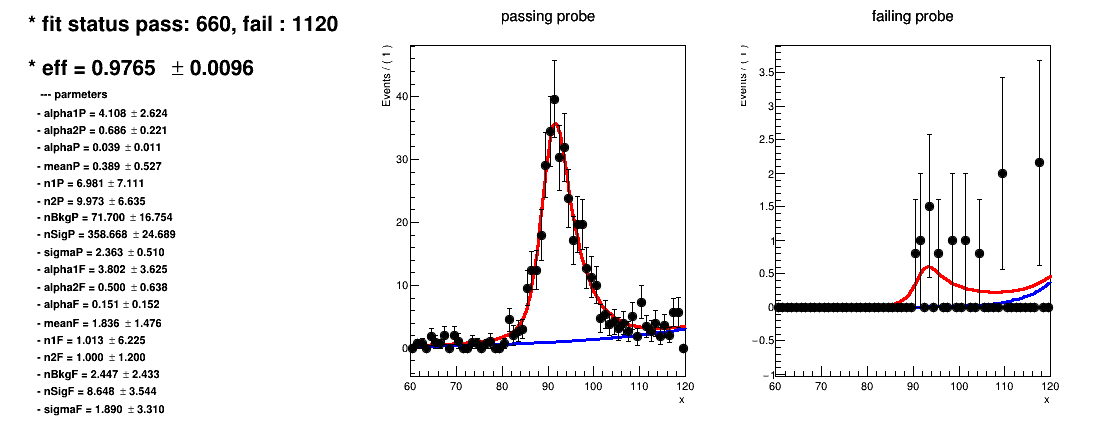 * fit status pass: 660, fail : 1120
* eff = 0.9765 ± 0.0096
--- parmeters
- alpha1P = 4.108 ± 2.624
- alpha2P = 0.686 ± 0.221
- alphaP = 0.039 ± 0.011
- meanP = 0.389 ± 0.527
- n1P = 6.981 ± 7.111
- n2P = 9.973 ± 6.635
- nBkgP = 71.700 ± 16.754
- nSigP = 358.668 ± 24.689
- sigmaP = 2.363 ± 0.510
- alpha1F = 3.802 ± 3.625
- alpha2F = 0.500 ± 0.638
- alphaF = 0.151 ± 0.152
- meanF = 1.836 ± 1.476
- n1F = 1.013 ± 6.225
- n2F = 1.000 ± 1.200
- nBkgF = 2.447 ± 2.433
- nSigF = 8.648 ± 3.544
- sigmaF = 1.890 ± 3.310
passing probe
Events / ( 1 )
40
30
20
10
0
60 70 80 90 100 110 120
x
failing probe
Events / ( 1 )
3.5
3
2.5
2
1.5
1
0.5
0
−0.5
−1
60 70 80 90 100 110 120
x